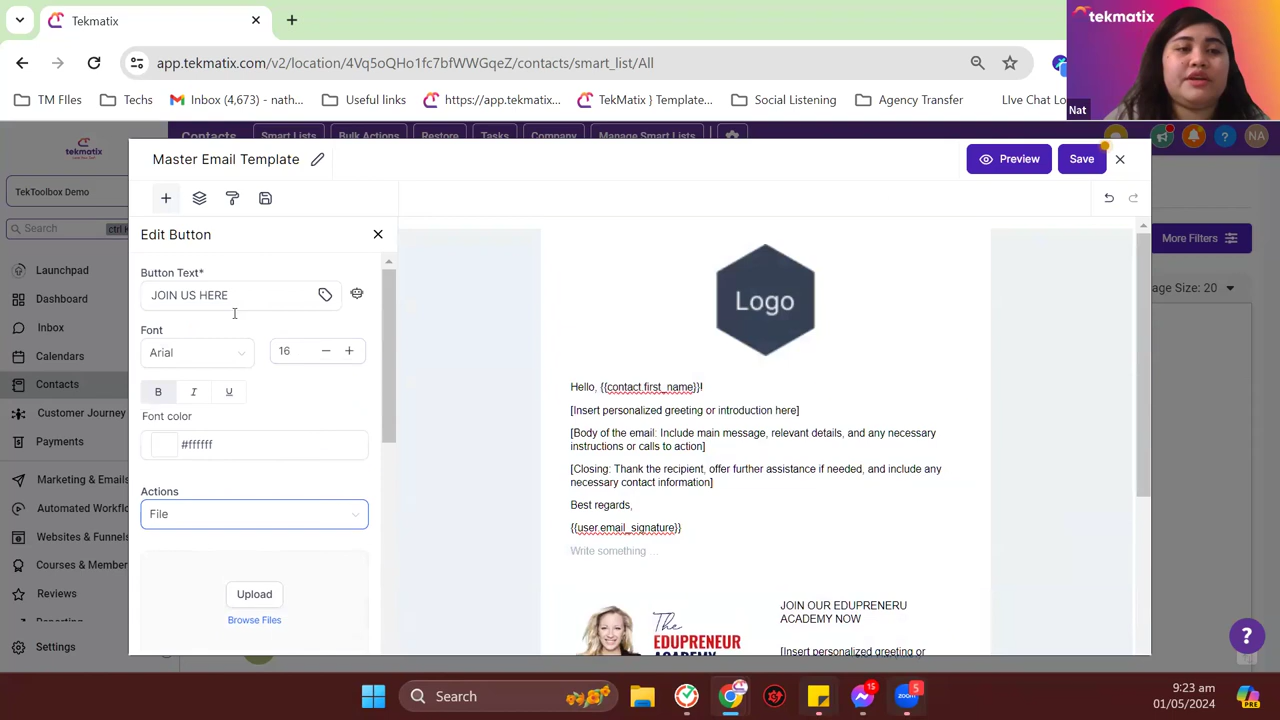 Tekmatix
tekmatix
Nat
app.tekmatix.com/v2/location/4Vq5oQHo1fc7bfWWGqeZ/contacts/smart_list/All
TM FIles
Techs
Inbox (4,673) - nath...
Useful links
https://app.tekmatix...
TekMatix } Template...
Social Listening
Agency Transfer
LIve Chat Lo
tekmatix
Contacts
Smart Lists
Bulk Actions
Restore
Tasks
Company
Manage Smart Lists
NA
TekToolbox Demo
Search
ctrl K
Launchpad
Dashboard
Inbox
Calendars
Contacts
Customer Journey
Payments
Marketing & Emails
Automated Workflo
Websites & Funnels
Courses & Member
Reviews
Settings
Master Email Template
Preview
Save
Edit Button
Button Text*
JOIN US HERE
Font
Arial
16
B
I
U
Font color
#ffffff
Actions
File
Upload
Browse Files
Logo
Hello, {{contact.first_name}}!
[Insert personalized greeting or introduction here]
[Body of the email: Include main message, relevant details, and any necessary
instructions or calls to action]
[Closing: Thank the recipient, offer further assistance if needed, and include any
necessary contact information]
Best regards,
{{user.email_signature}}
Write something ...
The
EDUPRENEUR
ACADEMY
JOIN OUR EDUPRENERU
ACADEMY NOW
[Insert personalized greeting or
More Filters
age Size: 20
?
Search
15
5
9:23 am
01/05/2024
PRE